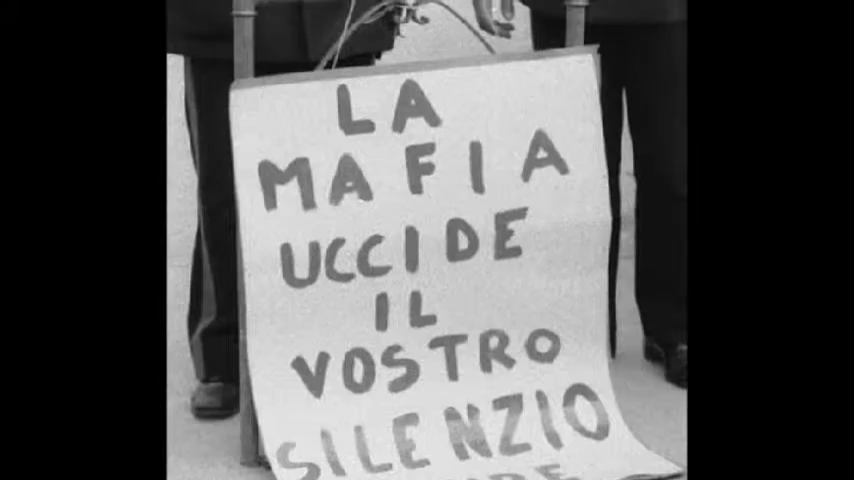 LA
MAFIA
UCCIDE
IL
VOSTRO
SILENZIO